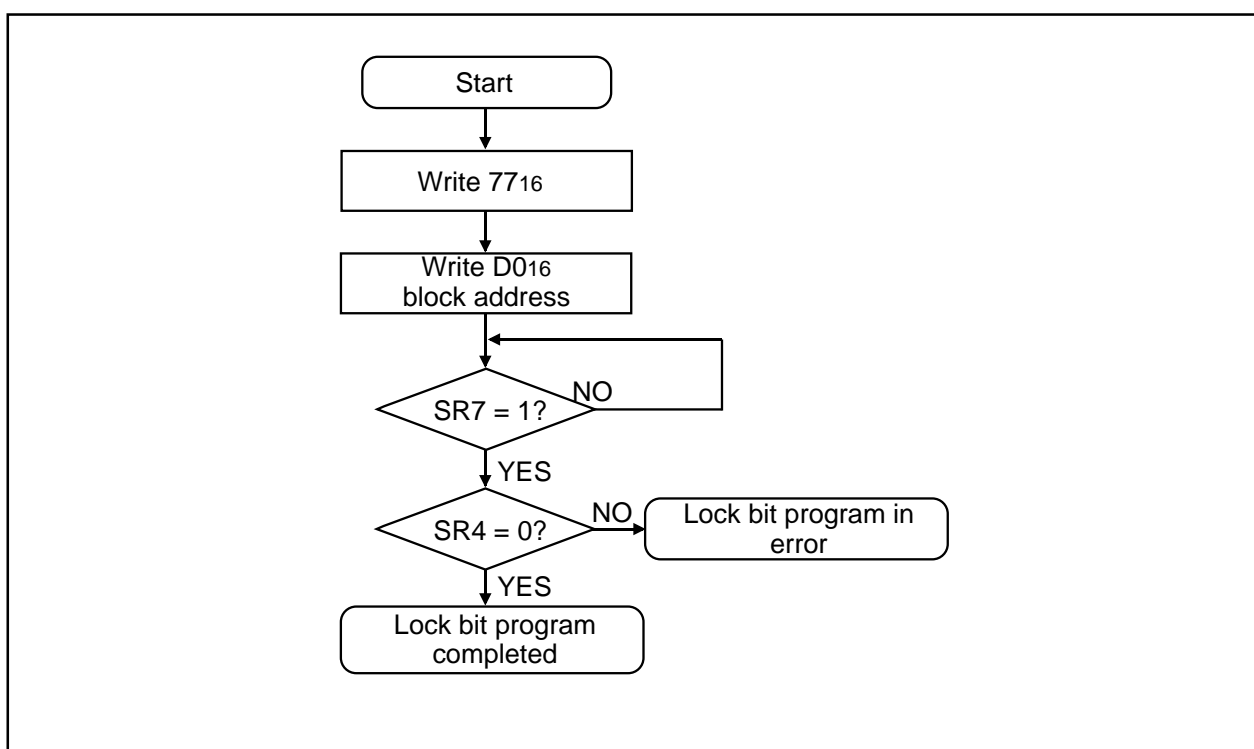 Start
Write 7716
Write D016
block address
SR7 = 1?
NO
YES
SR4 = 0?
NO
Lock bit program in
error
YES
Lock bit program
completed